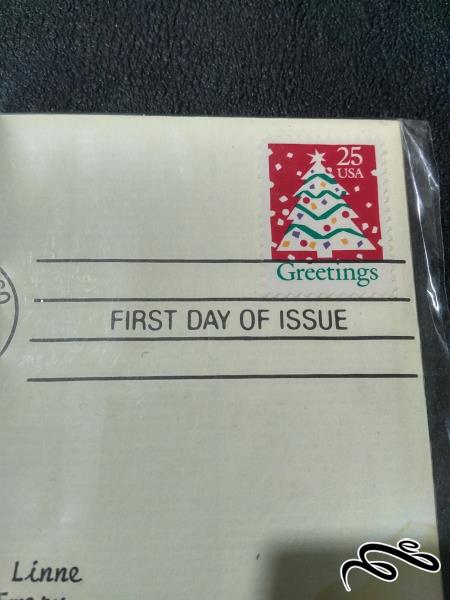 25
USA
Greetings
FIRST DAY OF ISSUE
Linne